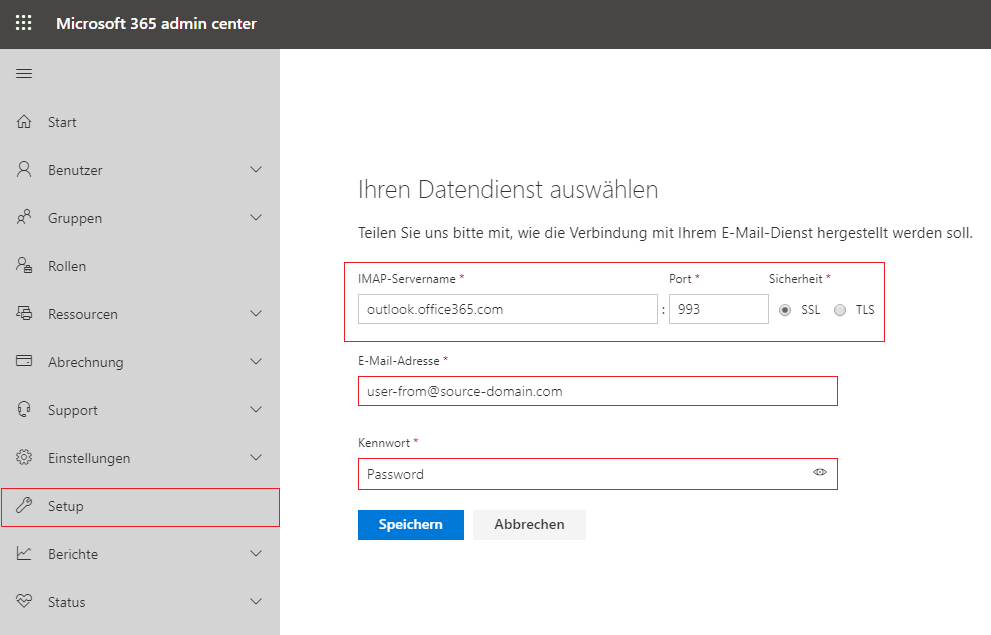 Microsoft 365 admin center
Start
Benutzer
Gruppen
Rollen
Ressourcen
Abrechnung
Support
Einstellungen
Setup
Berichte
Status
Ihren Datendienst auswählen
Teilen Sie uns bitte mit, wie die Verbindung mit Ihrem E-Mail-Dienst hergestellt werden soll.
IMAP-Servername * Port * Sicherheit *
outlook.office365.com : 993 SSL TLS
E-Mail-Adresse *
user-from@source-domain.com
Kennwort *
Password
Speichern Abbrechen